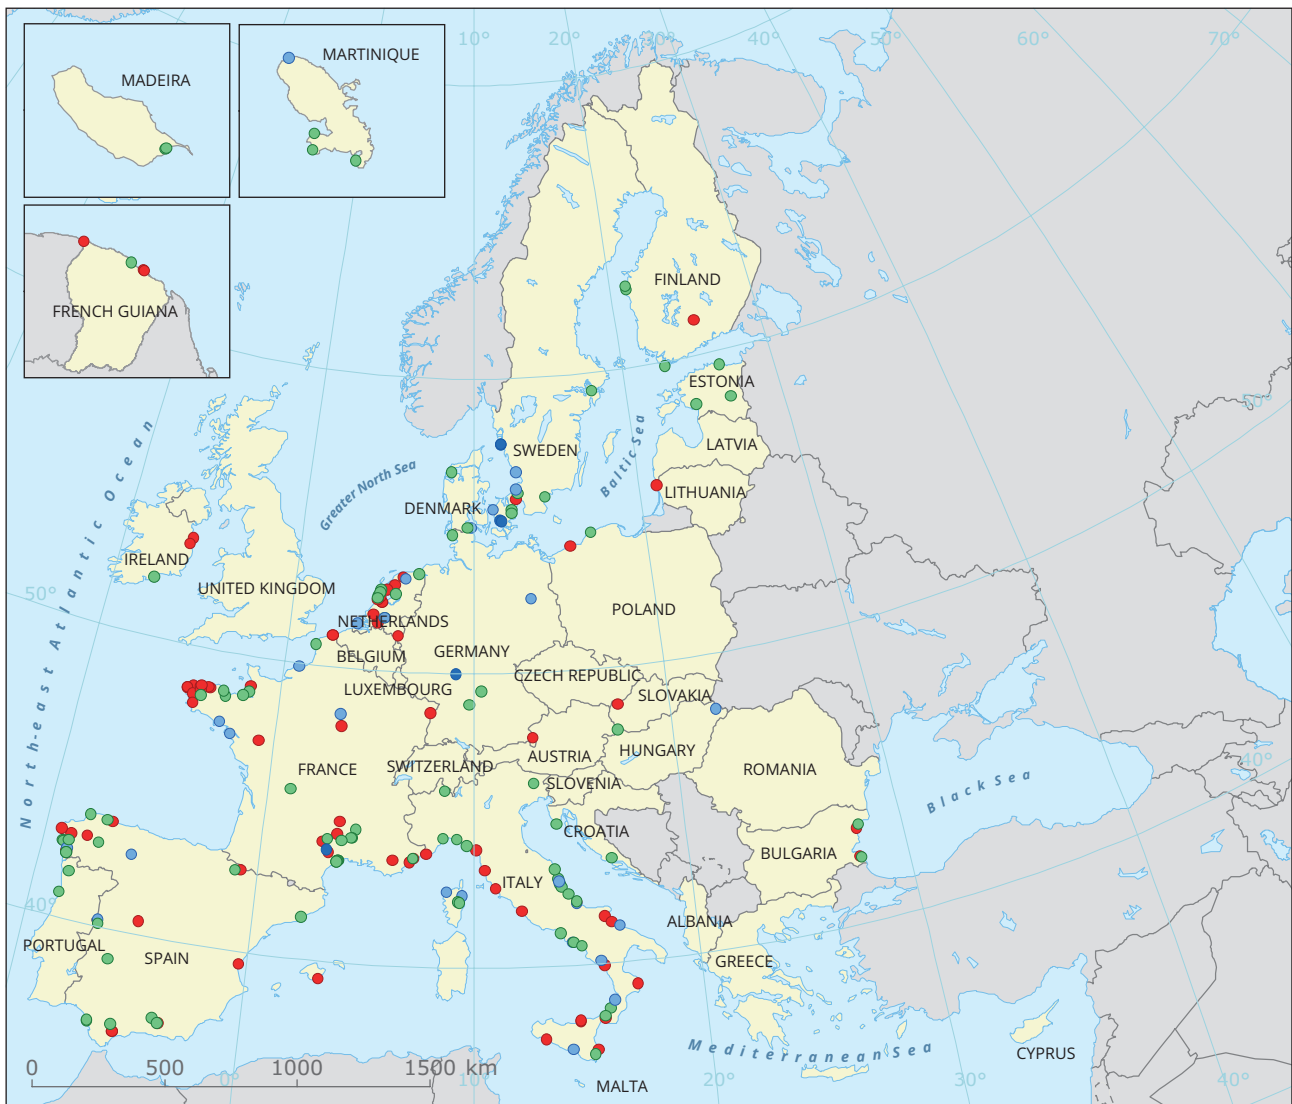 10°
20°
30°
40°
50°
60°
70°
MADEIRA
MARTINIQUE
FRENCH GUIANA
FINLAND
ESTONIA
50°
SWEDEN
LATVIA
Baltic Sea
Greater North Sea
LITHUANIA
DENMARK
North-east Atlantic Ocean
IRELAND
UNITED KINGDOM
50°
POLAND
NETHERLANDS
BELGIUM
GERMANY
CZECH REPUBLIC
LUXEMBOURG
SLOVAKIA
AUSTRIA
HUNGARY
FRANCE
SWITZERLAND
ROMANIA
40°
SLOVENIA
Black Sea
CROATIA
BULGARIA
ITALY
40°
ALBANIA
PORTUGAL
SPAIN
GREECE
Mediterranean Sea
CYPRUS
0 500 1000 1500 km
0°
10°
20°
30°
40°
MALTA